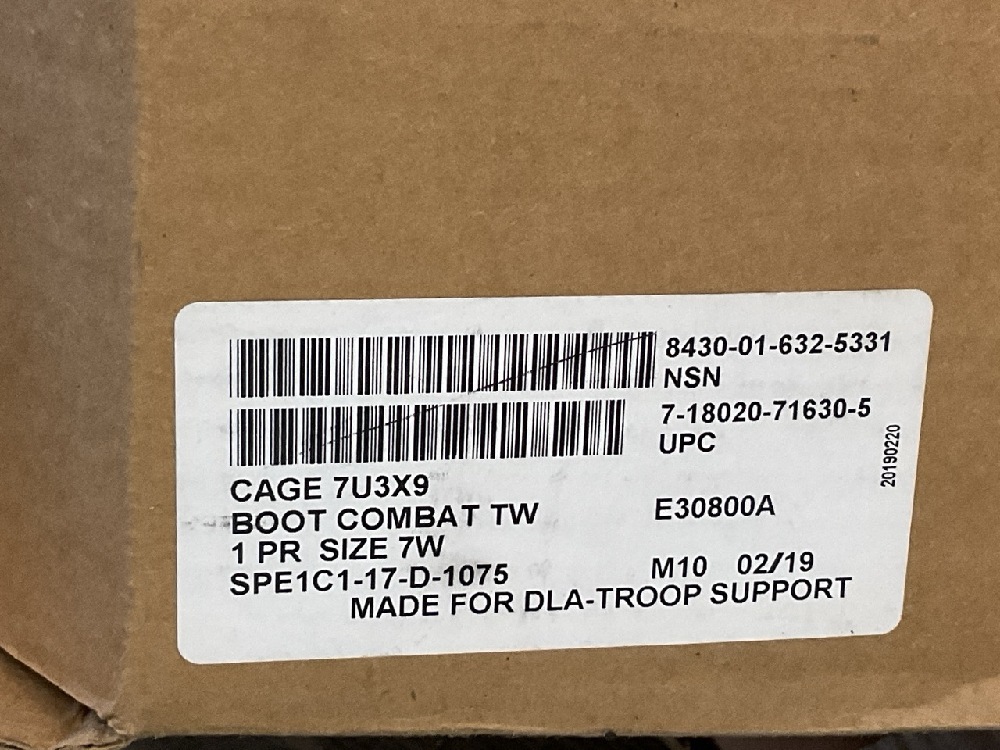 8430-01-632-5331
NSN
7-18020-71630-5
UPC
20190220
CAGE 7U3X9
BOOT COMBAT TW E30800A
1 PR SIZE 7W
SPE1C1-17-D-1075 M10 02/19
MADE FOR DLA-TROOP SUPPORT